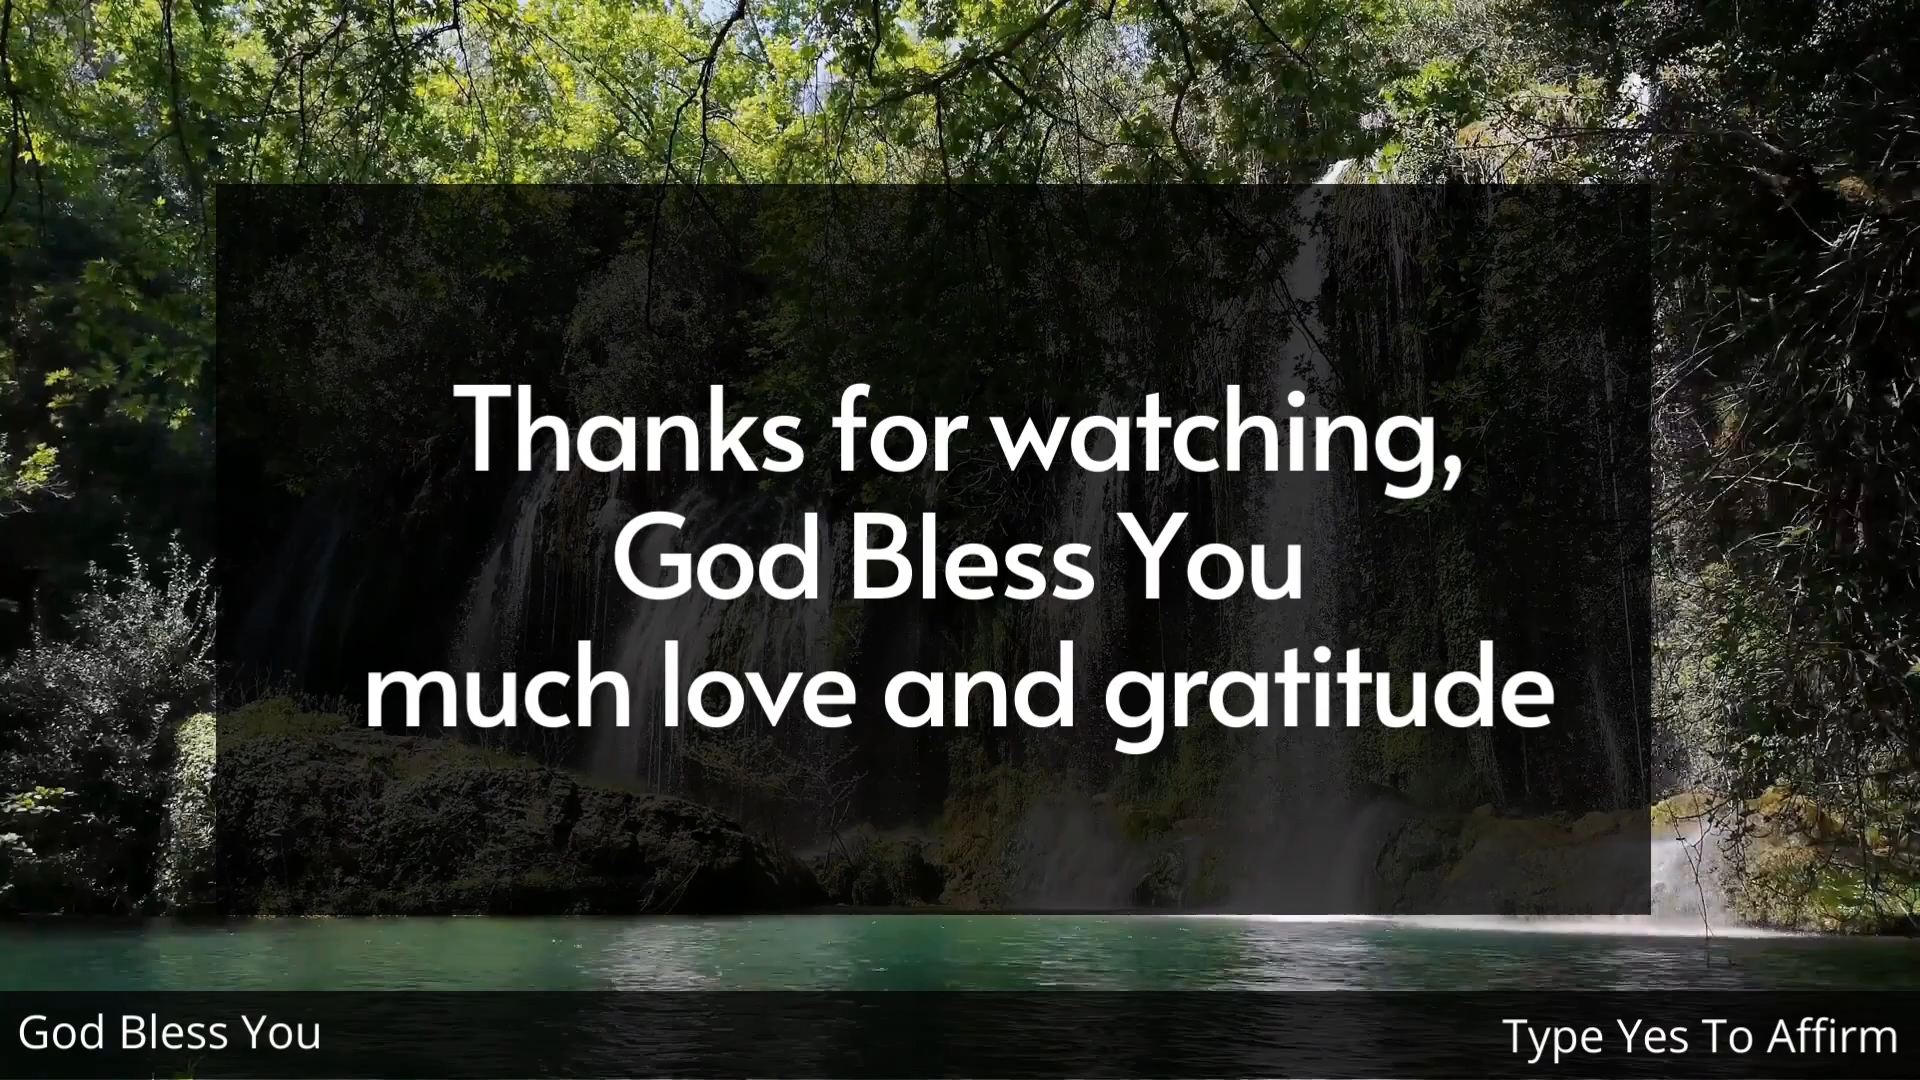 Thanks for watching,
God Bless You
much love and gratitude
God Bless You
Type Yes To Affirm